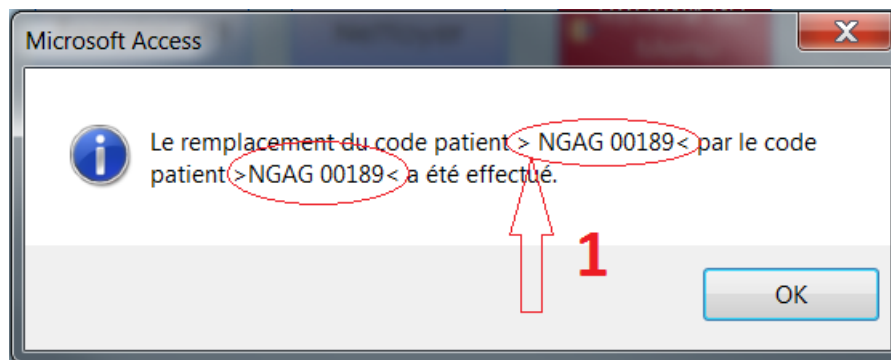 Microsoft Access
Le remplacement du code patient > NGAG 00189< par le code
patient >NGAG 00189< a été effectué.
1
OK